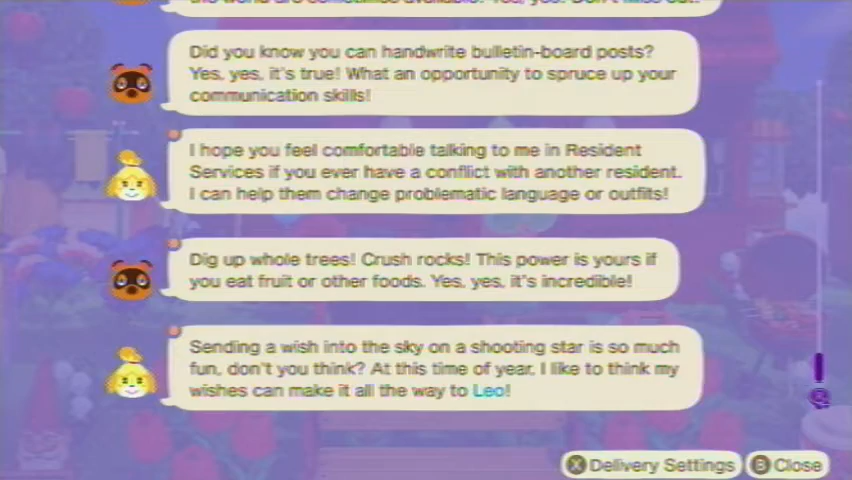 Did you know you can handwrite bulletin-board posts?
Yes, yes, it's true! What an opportunity to spruce up your
communication skills!
I hope you feel comfortable talking to me in Resident
Services if you ever have a conflict with another resident.
I can help them change problematic language or outfits!
Dig up whole trees! Crush rocks! This power is yours if
you eat fruit or other foods. Yes, yes, it's incredible!
Sending a wish into the sky on a shooting star is so much
fun, don't you think? At this time of year, I like to think my
wishes can make it all the way to Leo!
X Delivery Settings B Close